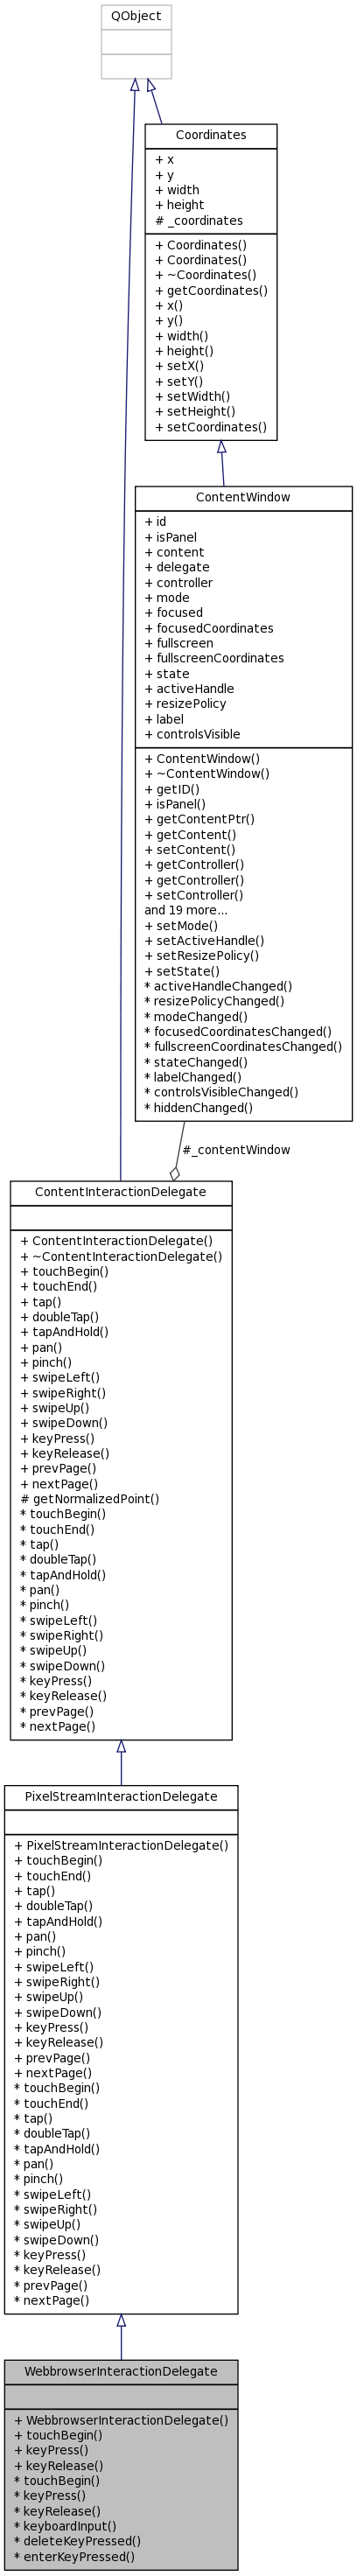 QObject
Coordinates
+ x
+ y
+ width
+ height
# _coordinates
+ Coordinates()
+ Coordinates()
+ ~Coordinates()
+ getCoordinates()
+ x()
+ y()
+ width()
+ height()
+ setX()
+ setY()
+ setWidth()
+ setHeight()
+ setCoordinates()
ContentWindow
+ id
+ isPanel
+ content
+ delegate
+ controller
+ mode
+ focused
+ focusedCoordinates
+ fullscreen
+ fullscreenCoordinates
+ state
+ activeHandle
+ resizePolicy
+ label
+ controlsVisible
+ ContentWindow()
+ ~ContentWindow()
+ getID()
+ isPanel()
+ getContentPtr()
+ getContent()
+ setContent()
+ getController()
+ getController()
+ setController()
and 19 more...
+ setMode()
+ setActiveHandle()
+ setResizePolicy()
+ setState()
* activeHandleChanged()
* resizePolicyChanged()
* modeChanged()
* focusedCoordinatesChanged()
* fullscreenCoordinatesChanged()
* stateChanged()
* labelChanged()
* controlsVisibleChanged()
* hiddenChanged()
#_contentWindow
ContentInteractionDelegate
+ ContentInteractionDelegate()
+ ~ContentInteractionDelegate()
+ touchBegin()
+ touchEnd()
+ tap()
+ doubleTap()
+ tapAndHold()
+ pan()
+ pinch()
+ swipeLeft()
+ swipeRight()
+ swipeUp()
+ swipeDown()
+ keyPress()
+ keyRelease()
+ prevPage()
+ nextPage()
# getNormalizedPoint()
* touchBegin()
* touchEnd()
* tap()
* doubleTap()
* tapAndHold()
* pan()
* pinch()
* swipeLeft()
* swipeRight()
* swipeUp()
* swipeDown()
* keyPress()
* keyRelease()
* prevPage()
* nextPage()
PixelStreamInteractionDelegate
+ PixelStreamInteractionDelegate()
+ touchBegin()
+ touchEnd()
+ tap()
+ doubleTap()
+ tapAndHold()
+ pan()
+ pinch()
+ swipeLeft()
+ swipeRight()
+ swipeUp()
+ swipeDown()
+ keyPress()
+ keyRelease()
+ prevPage()
+ nextPage()
* touchBegin()
* touchEnd()
* tap()
* doubleTap()
* tapAndHold()
* pan()
* pinch()
* swipeLeft()
* swipeRight()
* swipeUp()
* swipeDown()
* keyPress()
* keyRelease()
* prevPage()
* nextPage()
WebbrowserInteractionDelegate
+ WebbrowserInteractionDelegate()
+ touchBegin()
+ keyPress()
+ keyRelease()
* touchBegin()
* keyPress()
* keyRelease()
* keyboardInput()
* deleteKeyPressed()
* enterKeyPressed()